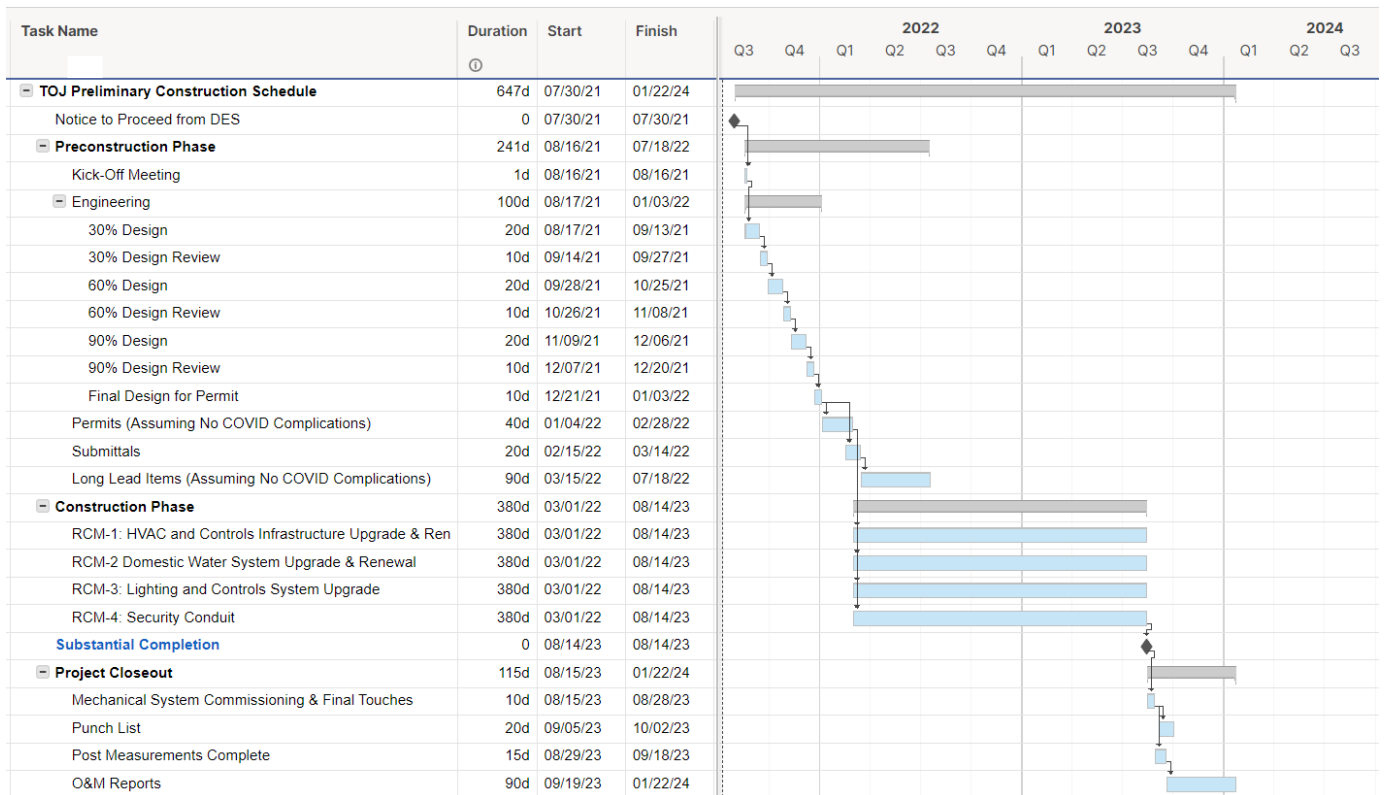 Task Name Duration Start Finish 2022 2023 2024
Q3 Q4 Q1 Q2 Q3 Q4 Q1 Q2 Q3 Q4 Q1 Q2 Q3
TOJ Preliminary Construction Schedule 647d 07/30/21 01/22/24
Notice to Proceed from DES 0 07/30/21 07/30/21
Preconstruction Phase 241d 08/16/21 07/18/22
Kick-Off Meeting 1d 08/16/21 08/16/21
Engineering 100d 08/17/21 01/03/22
30% Design 20d 08/17/21 09/13/21
30% Design Review 10d 09/14/21 09/27/21
60% Design 20d 09/28/21 10/25/21
60% Design Review 10d 10/26/21 11/08/21
90% Design 20d 11/09/21 12/06/21
90% Design Review 10d 12/07/21 12/20/21
Final Design for Permit 10d 12/21/21 01/03/22
Permits (Assuming No COVID Complications) 40d 01/04/22 02/28/22
Submittals 20d 02/15/22 03/14/22
Long Lead Items (Assuming No COVID Complications) 90d 03/15/22 07/18/22
Construction Phase 380d 03/01/22 08/14/23
RCM-1: HVAC and Controls Infrastructure Upgrade & Ren 380d 03/01/22 08/14/23
RCM-2 Domestic Water System Upgrade & Renewal 380d 03/01/22 08/14/23
RCM-3: Lighting and Controls System Upgrade 380d 03/01/22 08/14/23
RCM-4: Security Conduit 380d 03/01/22 08/14/23
Substantial Completion 0 08/14/23 08/14/23
Project Closeout 115d 08/15/23 01/22/24
Mechanical System Commissioning & Final Touches 10d 08/15/23 08/28/23
Punch List 20d 09/05/23 10/02/23
Post Measurements Complete 15d 08/29/23 09/18/23
O&M Reports 90d 09/19/23 01/22/24